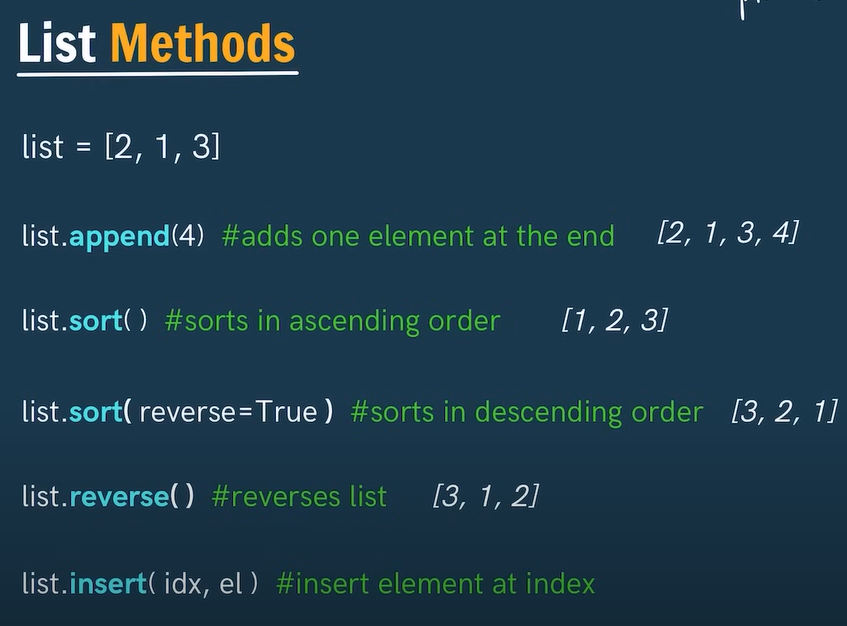 List Methods
list = [2, 1, 3]
list.append(4) #adds one element at the end [2, 1, 3, 4]
list.sort( ) #sorts in ascending order [1, 2, 3]
list.sort( reverse=True ) #sorts in descending order [3, 2, 1]
list.reverse( ) #reverses list [3, 1, 2]
list.insert( idx, el ) #insert element at index